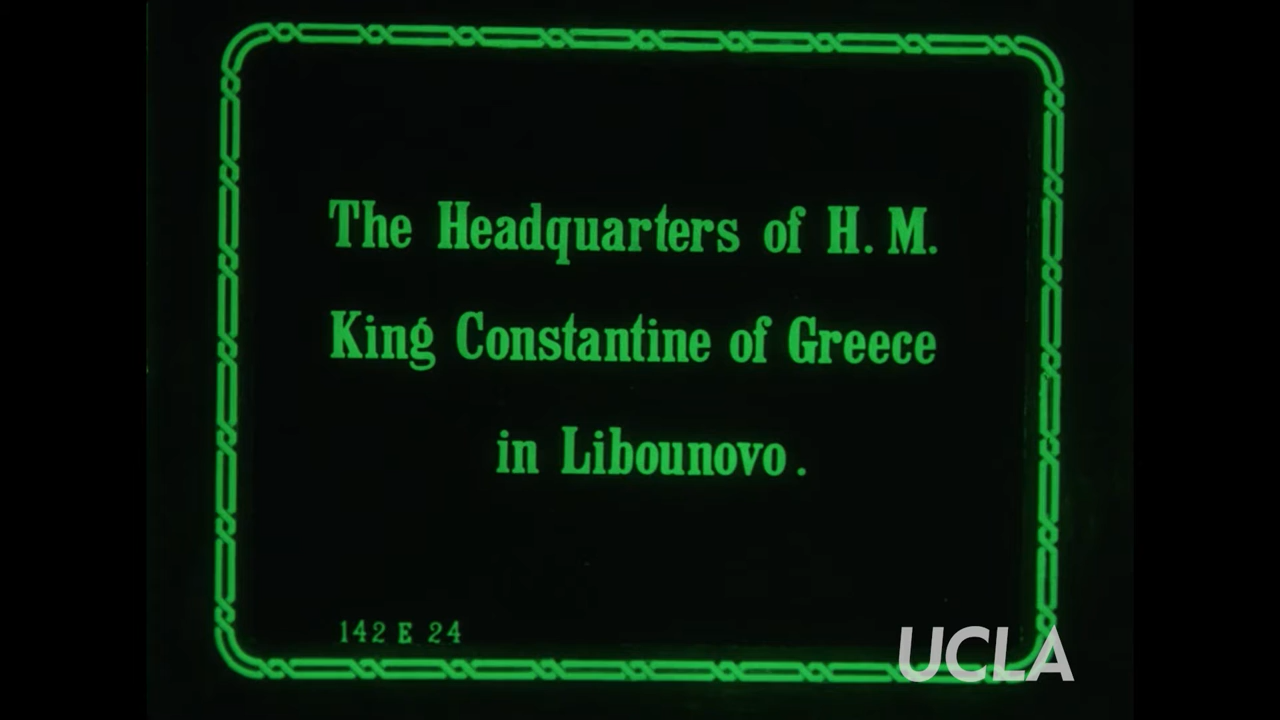 The Headquarters of H. M.
King Constantine of Greece
in Libounovo.
142 E 24
UCLA